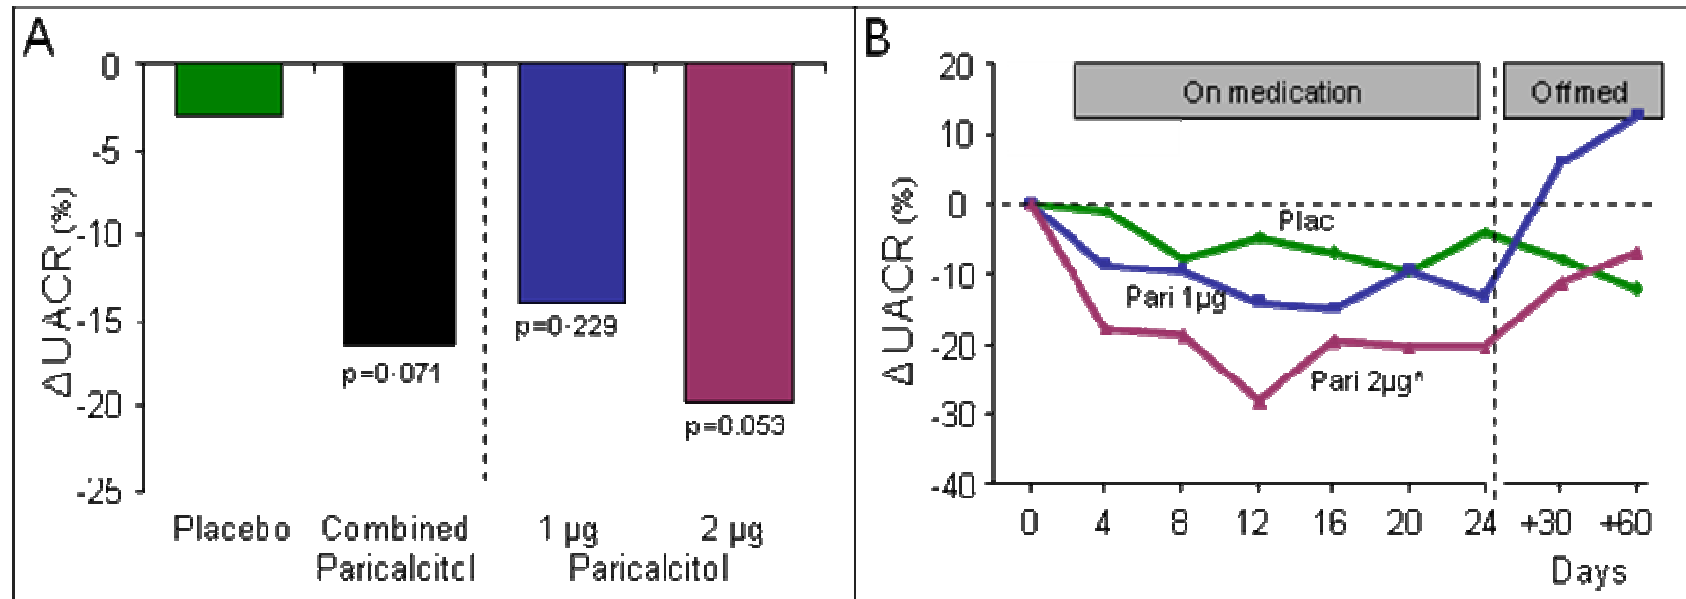 A
0
-5
-10
-15
-20
-25
Δ UACR (%)
p=0·071
p=0·229
p=0.053
Placebo
Combined
Paricalcitol
1 µg
2 µg
Paricalcitol
B
20
10
0
-10
-20
-30
-40
Δ UACR (%)
On medication
Offmed
Plac
Pari 1µg
Pari 2µg*
0 4 8 12 16 20 24 +30 +60
Days